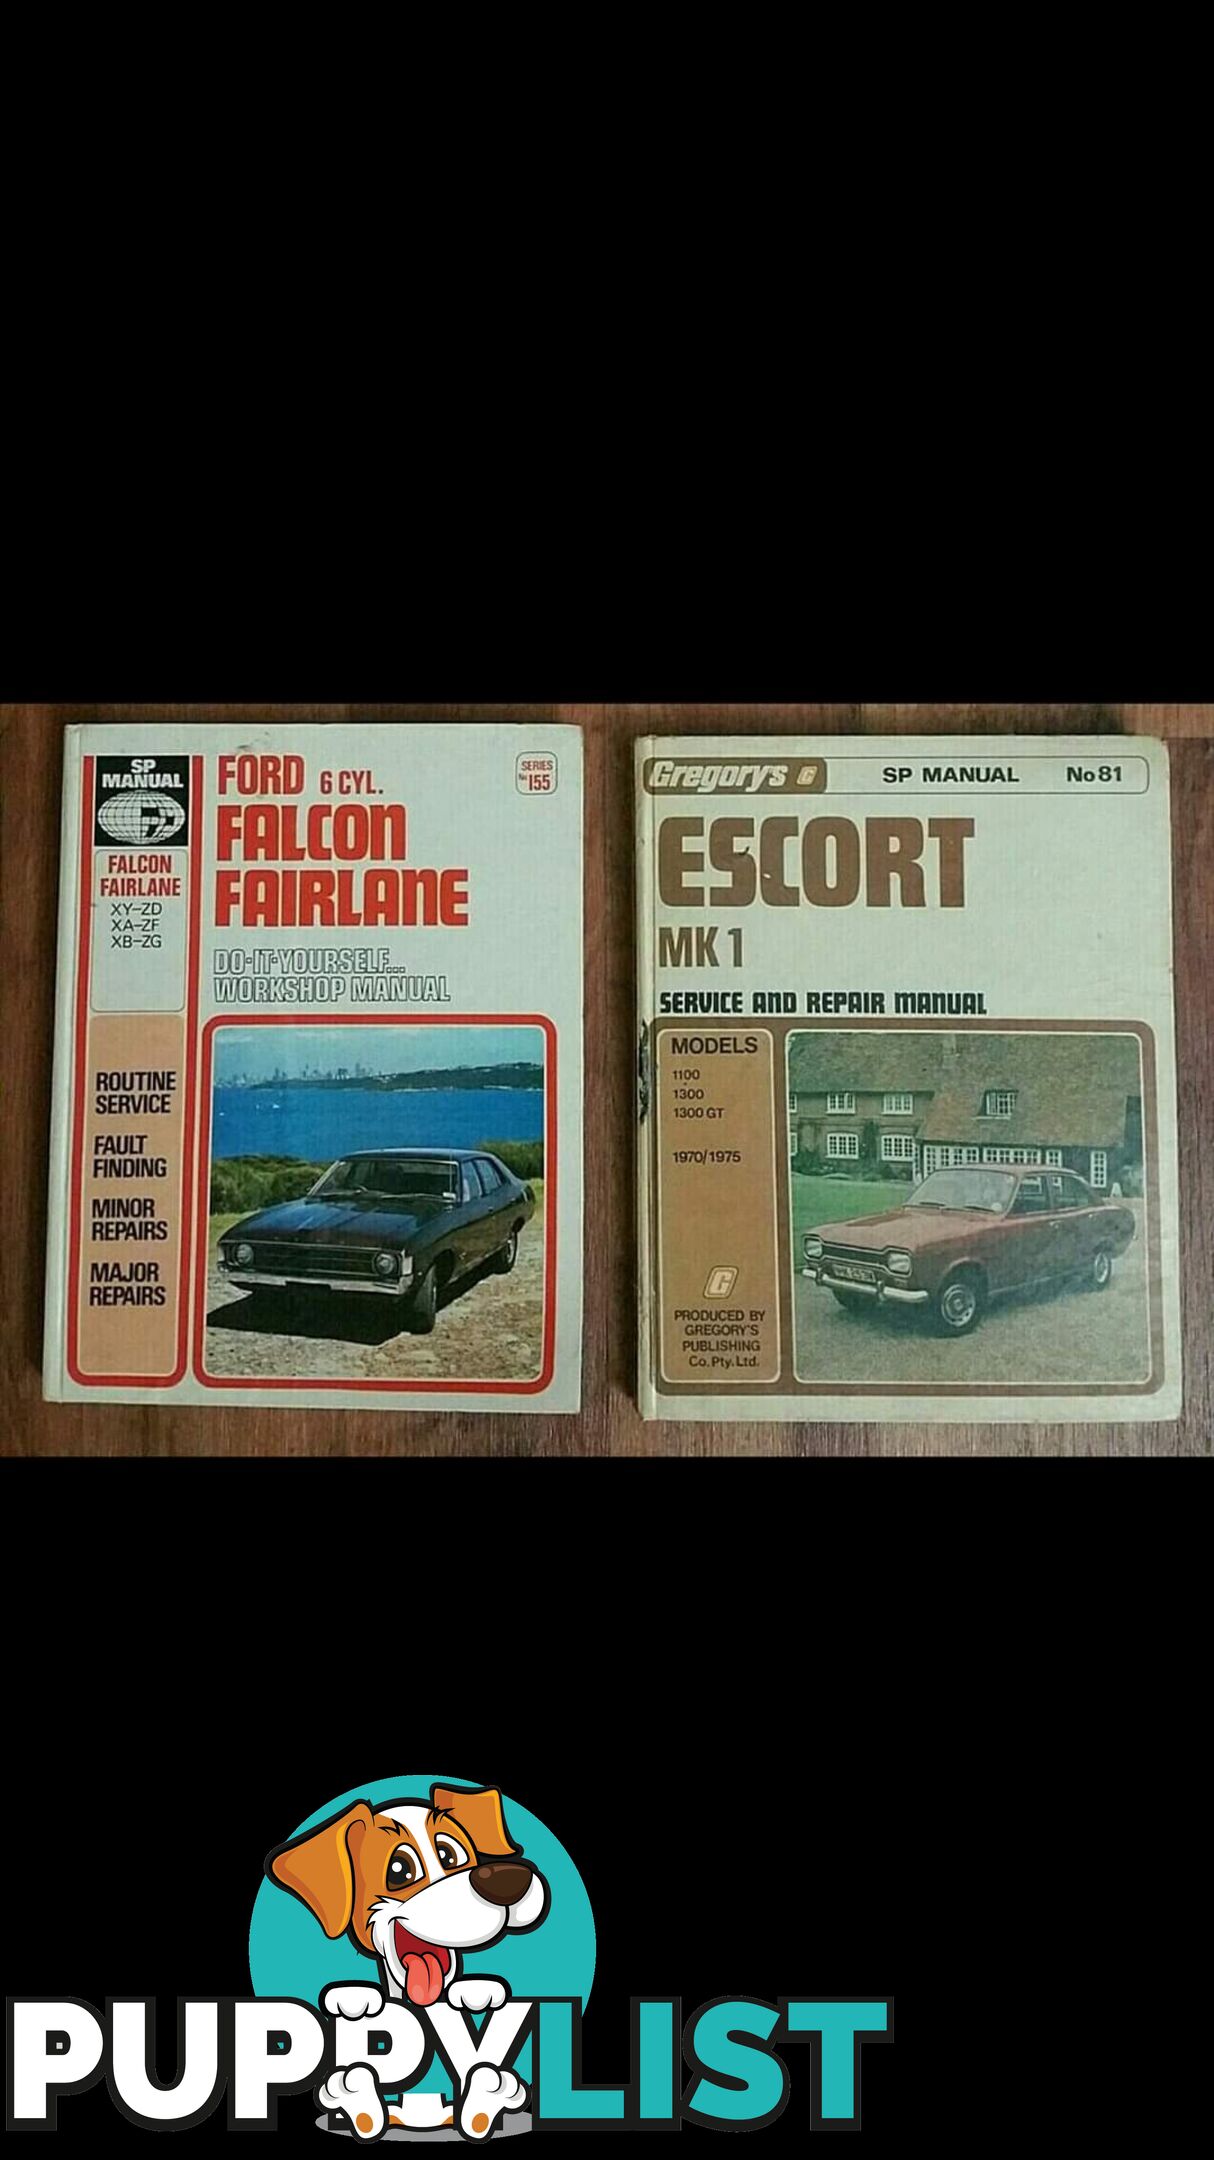 SP
MANUAL
FALCON
FAIRLANE
XY-ZD
XA-ZF
XB-ZG
ROUTINE
SERVICE
FAULT
FINDING
MINOR
REPAIRS
MAJOR
REPAIRS
FORD 6 CYL.
FALCON
FAIRLANE
SERIES
No 155
DO-IT-YOURSELF...
WORKSHOP MANUAL
Gregory's G SP MANUAL No 81
ESCORT
MK 1
SERVICE AND REPAIR MANUAL
MODELS
1100
1300
1300 GT
1970/1975
G
PRODUCED BY
GREGORY'S
PUBLISHING
Co. Pty. Ltd.
PUPPYLIST